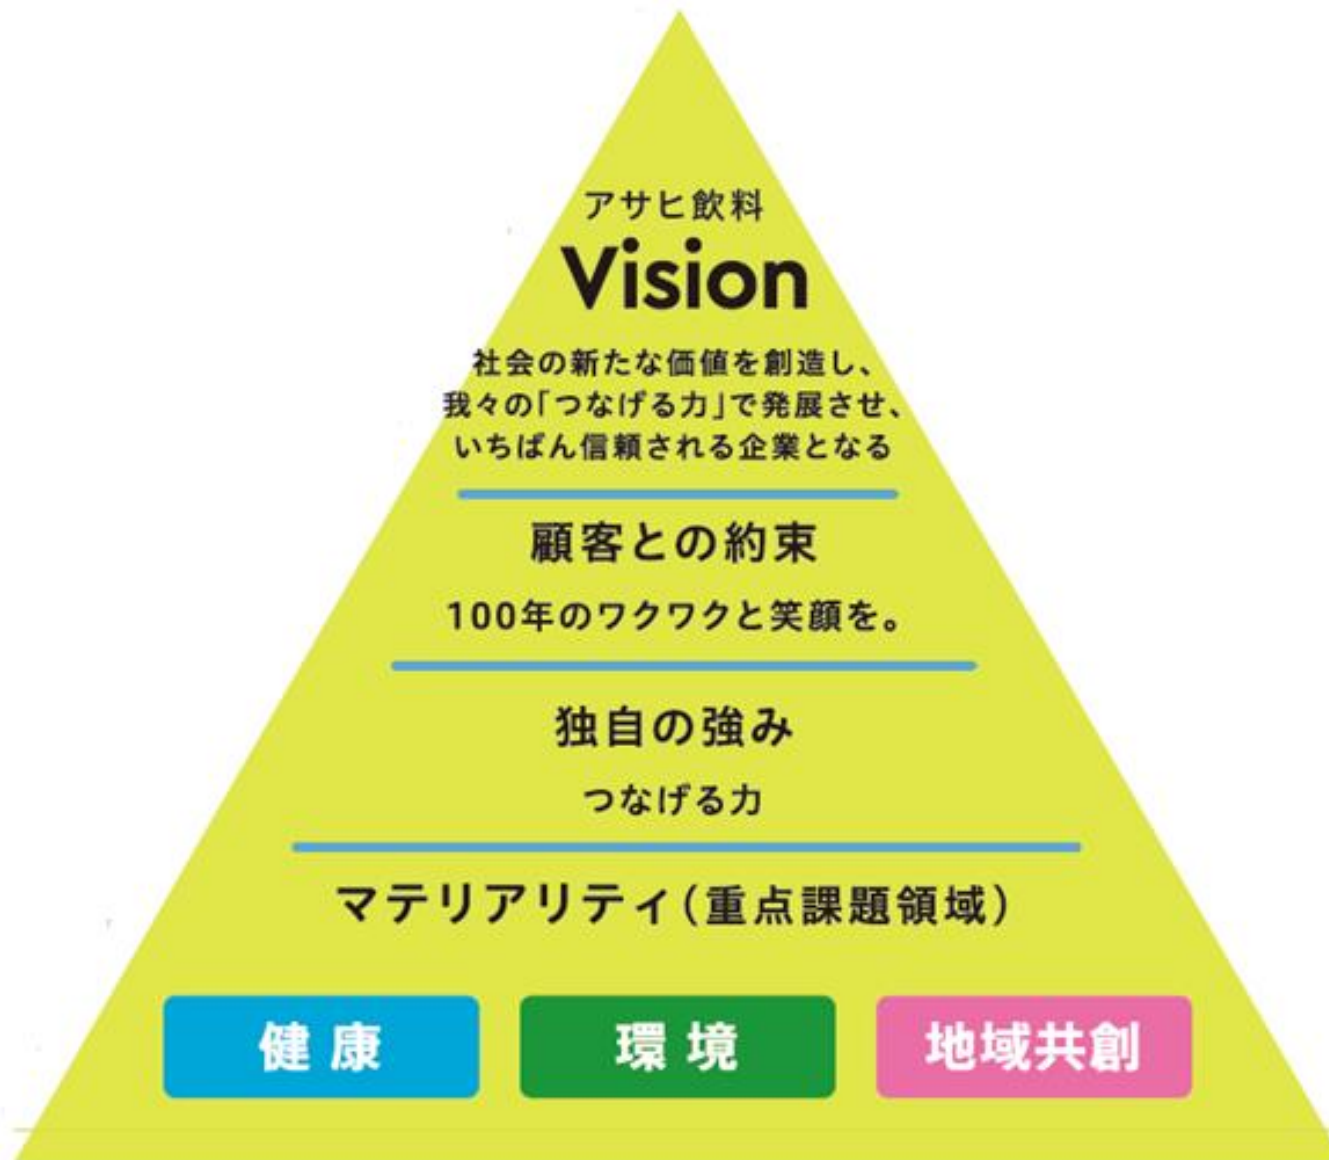 アサヒ飲料
Vision
社会の新たな価値を創造し、
我々の「つなげる力」で発展させ、
いちばん信頼される企業となる
顧客との約束
100年のワクワクと笑顔を。
独自の強み
つなげる力
マテリアリティ(重点課題領域)
健康 環境 地域共創